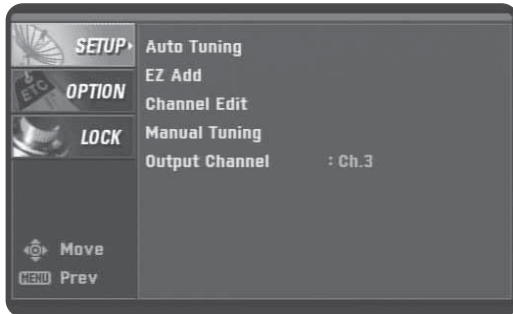 SETUP
OPTION
ETC
LOCK
Auto Tuning
EZ Add
Channel Edit
Manual Tuning
Output Channel : Ch.3
Move
MENU Prev